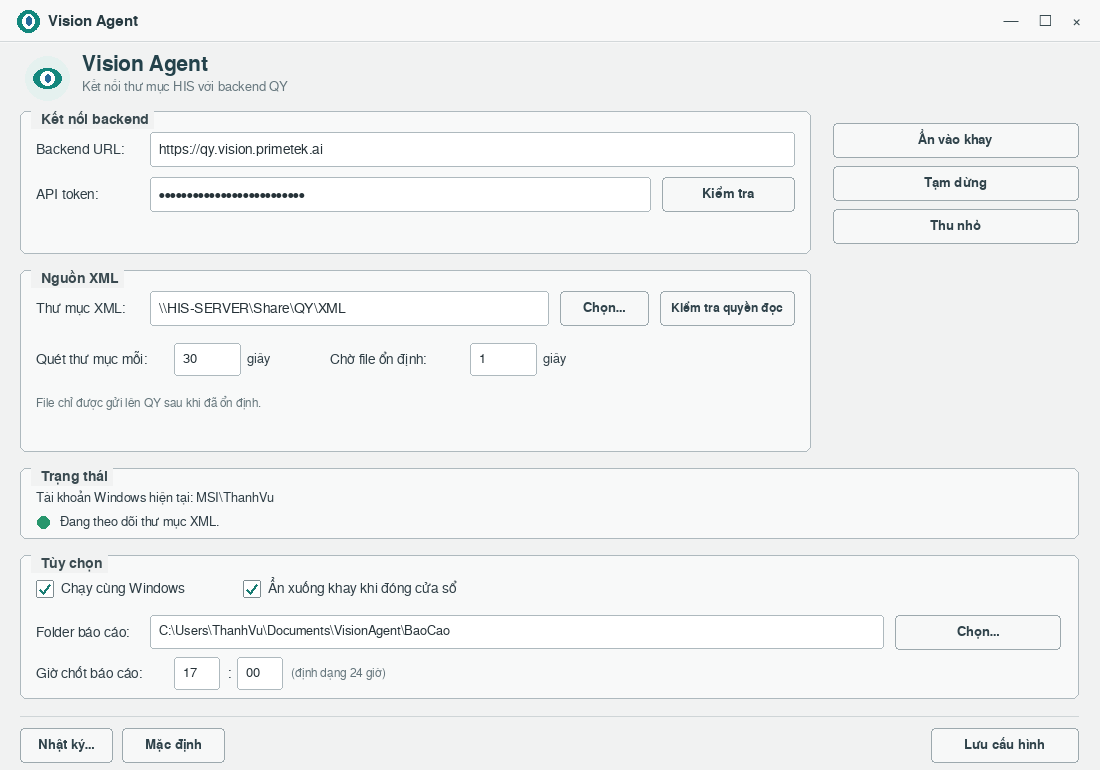 Vision Agent
Vision Agent
Kết nối thư mục HIS với backend QY
Kết nối backend
Backend URL: https://qy.vision.primetek.ai
API token: •••••••••••••••••••••••••• Kiểm tra
Ẩn vào khay
Tạm dừng
Thu nhỏ
Nguồn XML
Thư mục XML: \\HIS-SERVER\Share\QY\XML Chọn... Kiểm tra quyền đọc
Quét thư mục mỗi: 30 giây Chờ file ổn định: 1 giây
File chỉ được gửi lên QY sau khi đã ổn định.
Trạng thái
Tài khoản Windows hiện tại: MSI\ThanhVu
Đang theo dõi thư mục XML.
Tùy chọn
Chạy cùng Windows Ẩn xuống khay khi đóng cửa sổ
Folder báo cáo: C:\Users\ThanhVu\Documents\VisionAgent\BaoCao Chọn...
Giờ chốt báo cáo: 17 : 00 (định dạng 24 giờ)
Nhật ký... Mặc định Lưu cấu hình